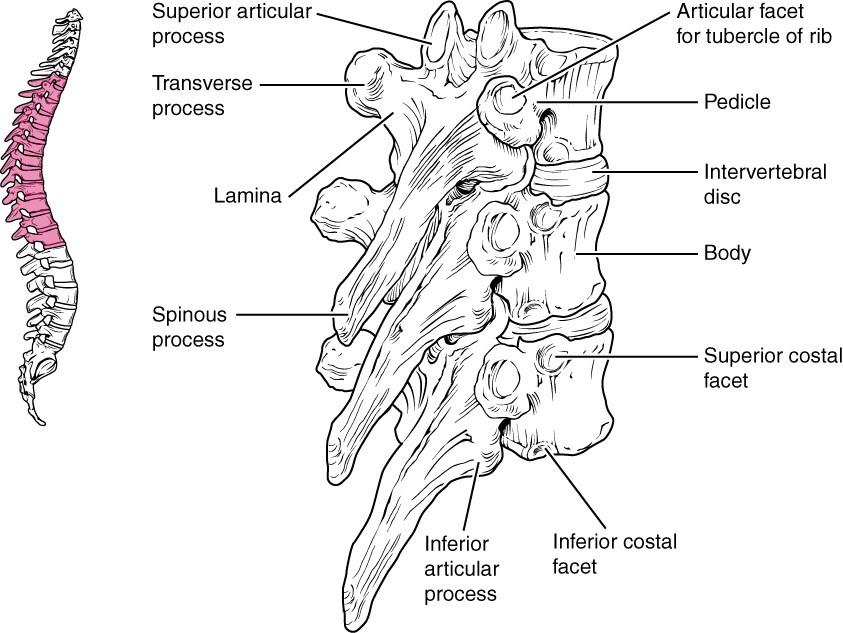 Superior articular
process
Transverse
process
Lamina
Spinous
process
Articular facet
for tubercle of rib
Pedicle
Intervertebral
disc
Body
Superior costal
facet
Inferior
articular
process
Inferior costal
facet